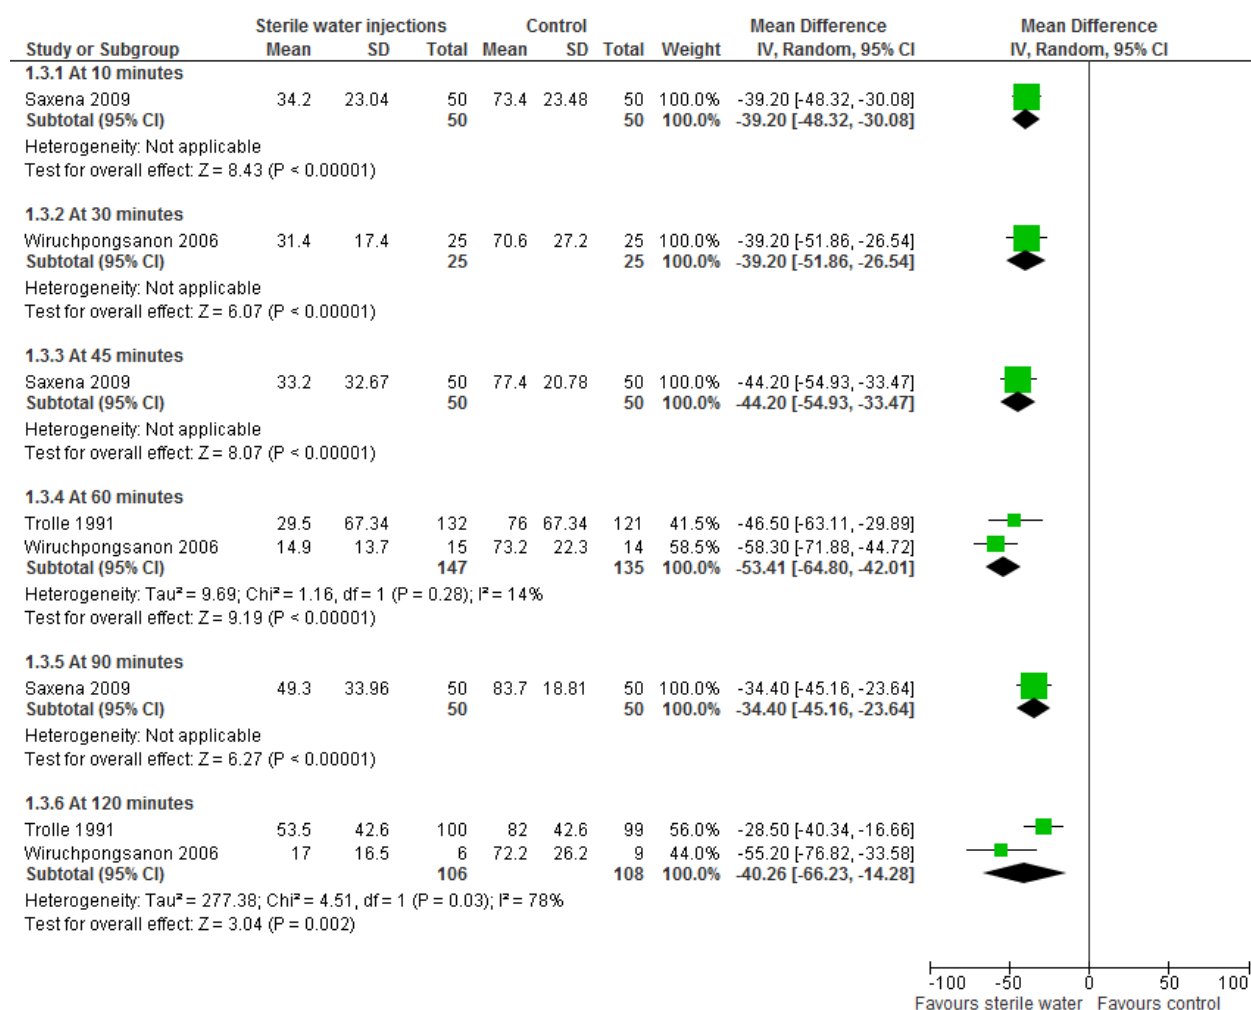 Sterile water injections Control Mean Difference Mean Difference
Study or Subgroup Mean SD Total Mean SD Total Weight IV, Random, 95% CI IV, Random, 95% CI
1.3.1 At 10 minutes
Saxena 2009 34.2 23.04 50 73.4 23.48 50 100.0% -39.20 [-48.32, -30.08]
Subtotal (95% CI) 50 50 100.0% -39.20 [-48.32, -30.08]
Heterogeneity: Not applicable
Test for overall effect: Z = 8.43 (P < 0.00001)
1.3.2 At 30 minutes
Wiruchpongsanon 2006 31.4 17.4 25 70.6 27.2 25 100.0% -39.20 [-51.86, -26.54]
Subtotal (95% CI) 25 25 100.0% -39.20 [-51.86, -26.54]
Heterogeneity: Not applicable
Test for overall effect: Z = 6.07 (P < 0.00001)
1.3.3 At 45 minutes
Saxena 2009 33.2 32.67 50 77.4 20.78 50 100.0% -44.20 [-54.93, -33.47]
Subtotal (95% CI) 50 50 100.0% -44.20 [-54.93, -33.47]
Heterogeneity: Not applicable
Test for overall effect: Z = 8.07 (P < 0.00001)
1.3.4 At 60 minutes
Trolle 1991 29.5 67.34 132 76 67.34 121 41.5% -46.50 [-63.11, -29.89]
Wiruchpongsanon 2006 14.9 13.7 15 73.2 22.3 14 58.5% -58.30 [-71.88, -44.72]
Subtotal (95% CI) 147 135 100.0% -53.41 [-64.80, -42.01]
Heterogeneity: Tau² = 9.69; Chi² = 1.16, df = 1 (P = 0.28); I² = 14%
Test for overall effect: Z = 9.19 (P < 0.00001)
1.3.5 At 90 minutes
Saxena 2009 49.3 33.96 50 83.7 18.81 50 100.0% -34.40 [-45.16, -23.64]
Subtotal (95% CI) 50 50 100.0% -34.40 [-45.16, -23.64]
Heterogeneity: Not applicable
Test for overall effect: Z = 6.27 (P < 0.00001)
1.3.6 At 120 minutes
Trolle 1991 53.5 42.6 100 82 42.6 99 56.0% -28.50 [-40.34, -16.66]
Wiruchpongsanon 2006 17 16.5 6 72.2 26.2 9 44.0% -55.20 [-76.82, -33.58]
Subtotal (95% CI) 106 108 100.0% -40.26 [-66.23, -14.28]
Heterogeneity: Tau² = 277.38; Chi² = 4.51, df = 1 (P = 0.03); I² = 78%
Test for overall effect: Z = 3.04 (P = 0.002)
-100 -50 0 50 100
Favours sterile water Favours control